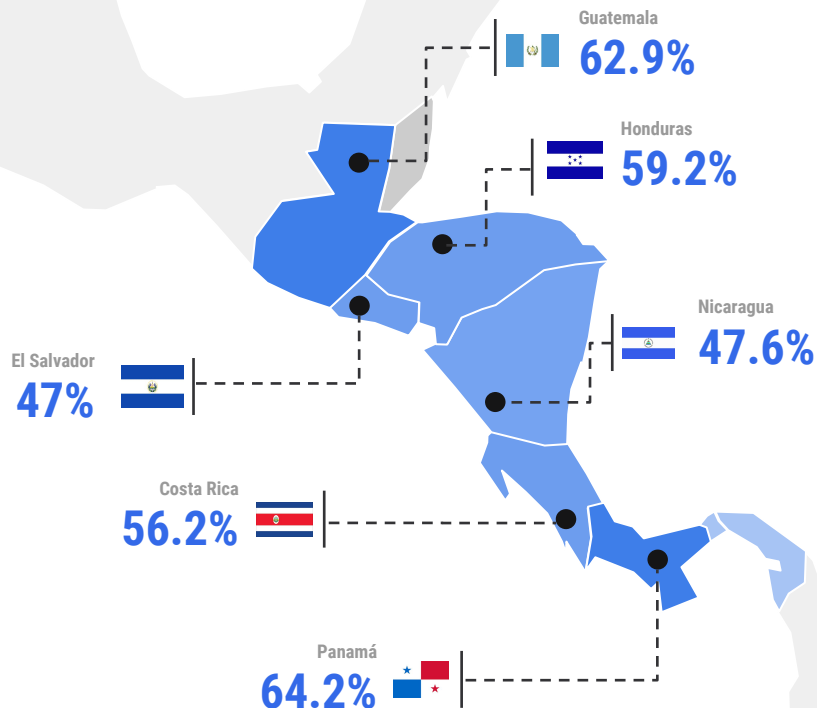 Guatemala
62.9%
Honduras
59.2%
Nicaragua
47.6%
El Salvador
47%
Costa Rica
56.2%
Panamá
64.2%